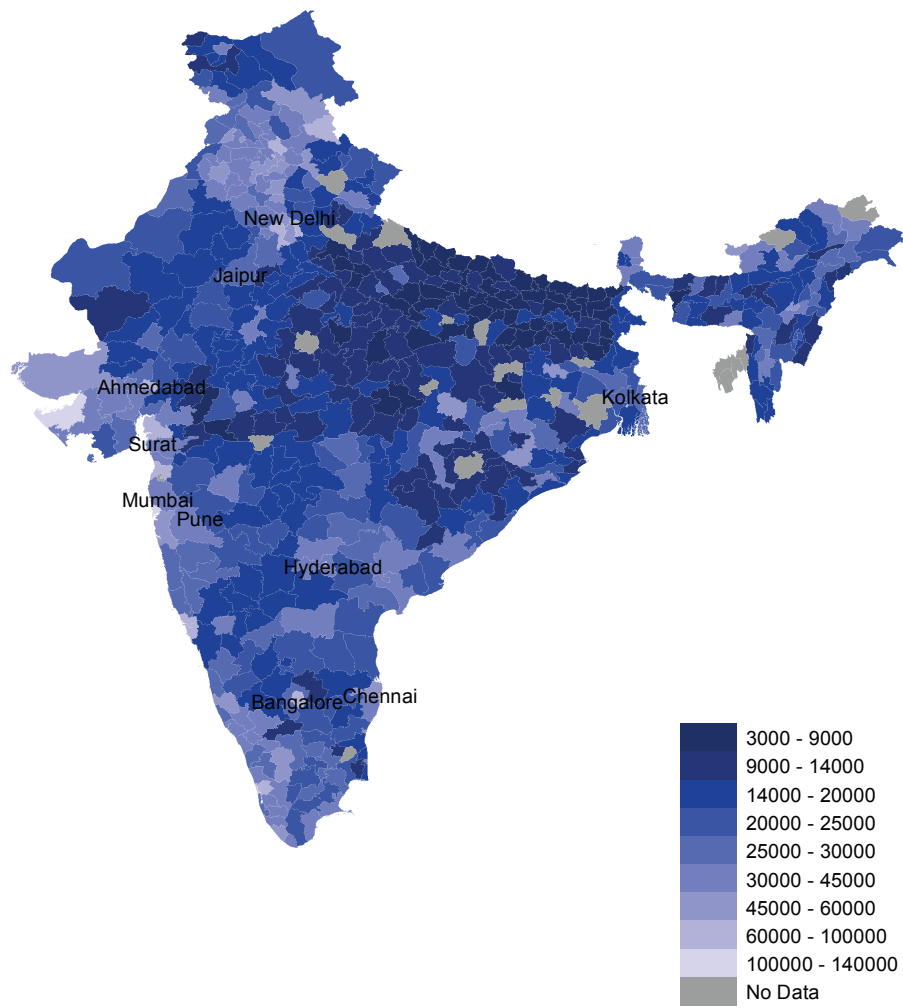 New Delhi
Jaipur
Ahmedabad
Kolkata
Surat
Mumbai
Pune
Hyderabad
Bangalore
Chennai
3000 - 9000
9000 - 14000
14000 - 20000
20000 - 25000
25000 - 30000
30000 - 45000
45000 - 60000
60000 - 100000
100000 - 140000
No Data